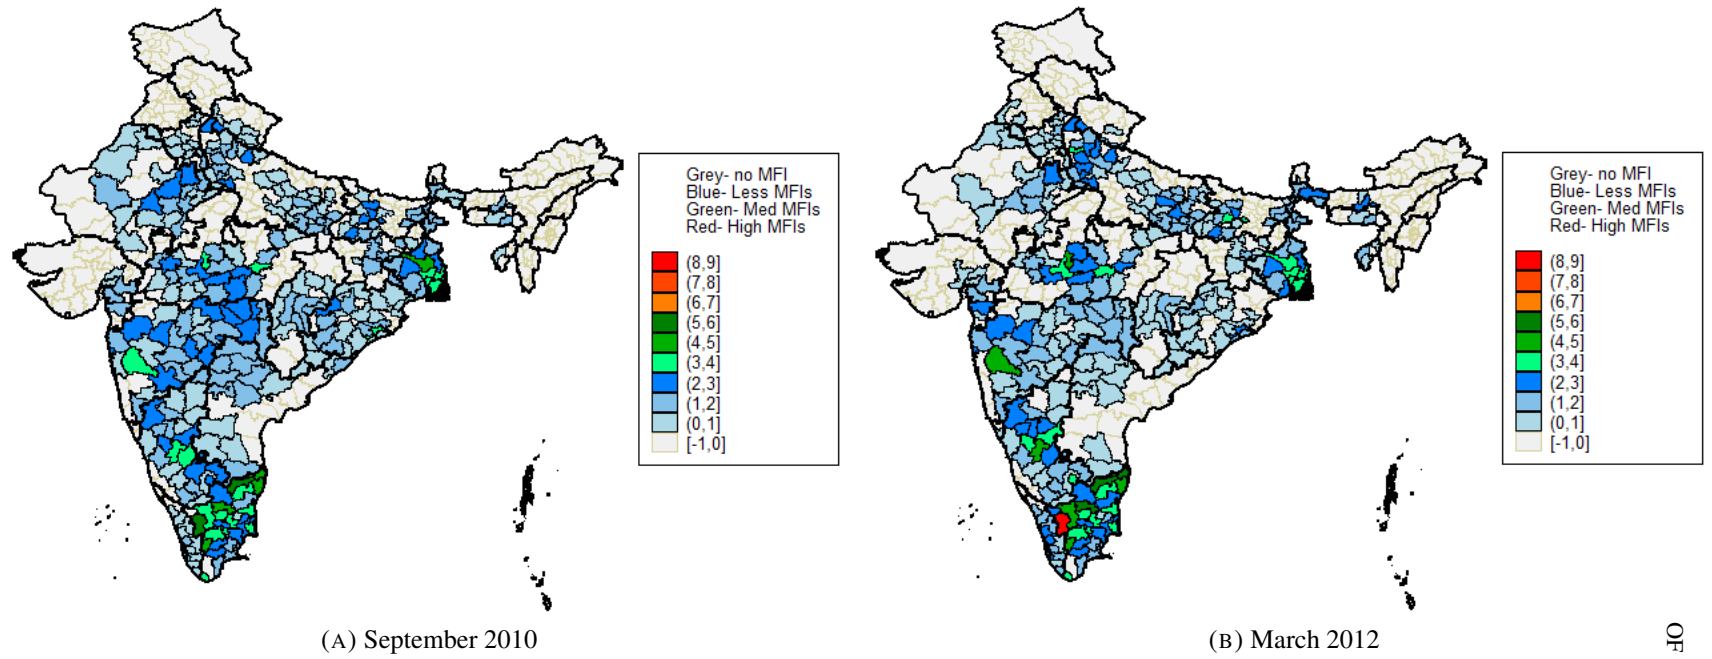 Grey- no MFI
Blue- Less MFIs
Green- Med MFIs
Red- High MFIs
(8,9]
(7,8]
(6,7]
(5,6]
(4,5]
(3,4]
(2,3]
(1,2]
(0,1]
[-1,0]
(A) September 2010
Grey- no MFI
Blue- Less MFIs
Green- Med MFIs
Red- High MFIs
(8,9]
(7,8]
(6,7]
(5,6]
(4,5]
(3,4]
(2,3]
(1,2]
(0,1]
[-1,0]
(B) March 2012
OF